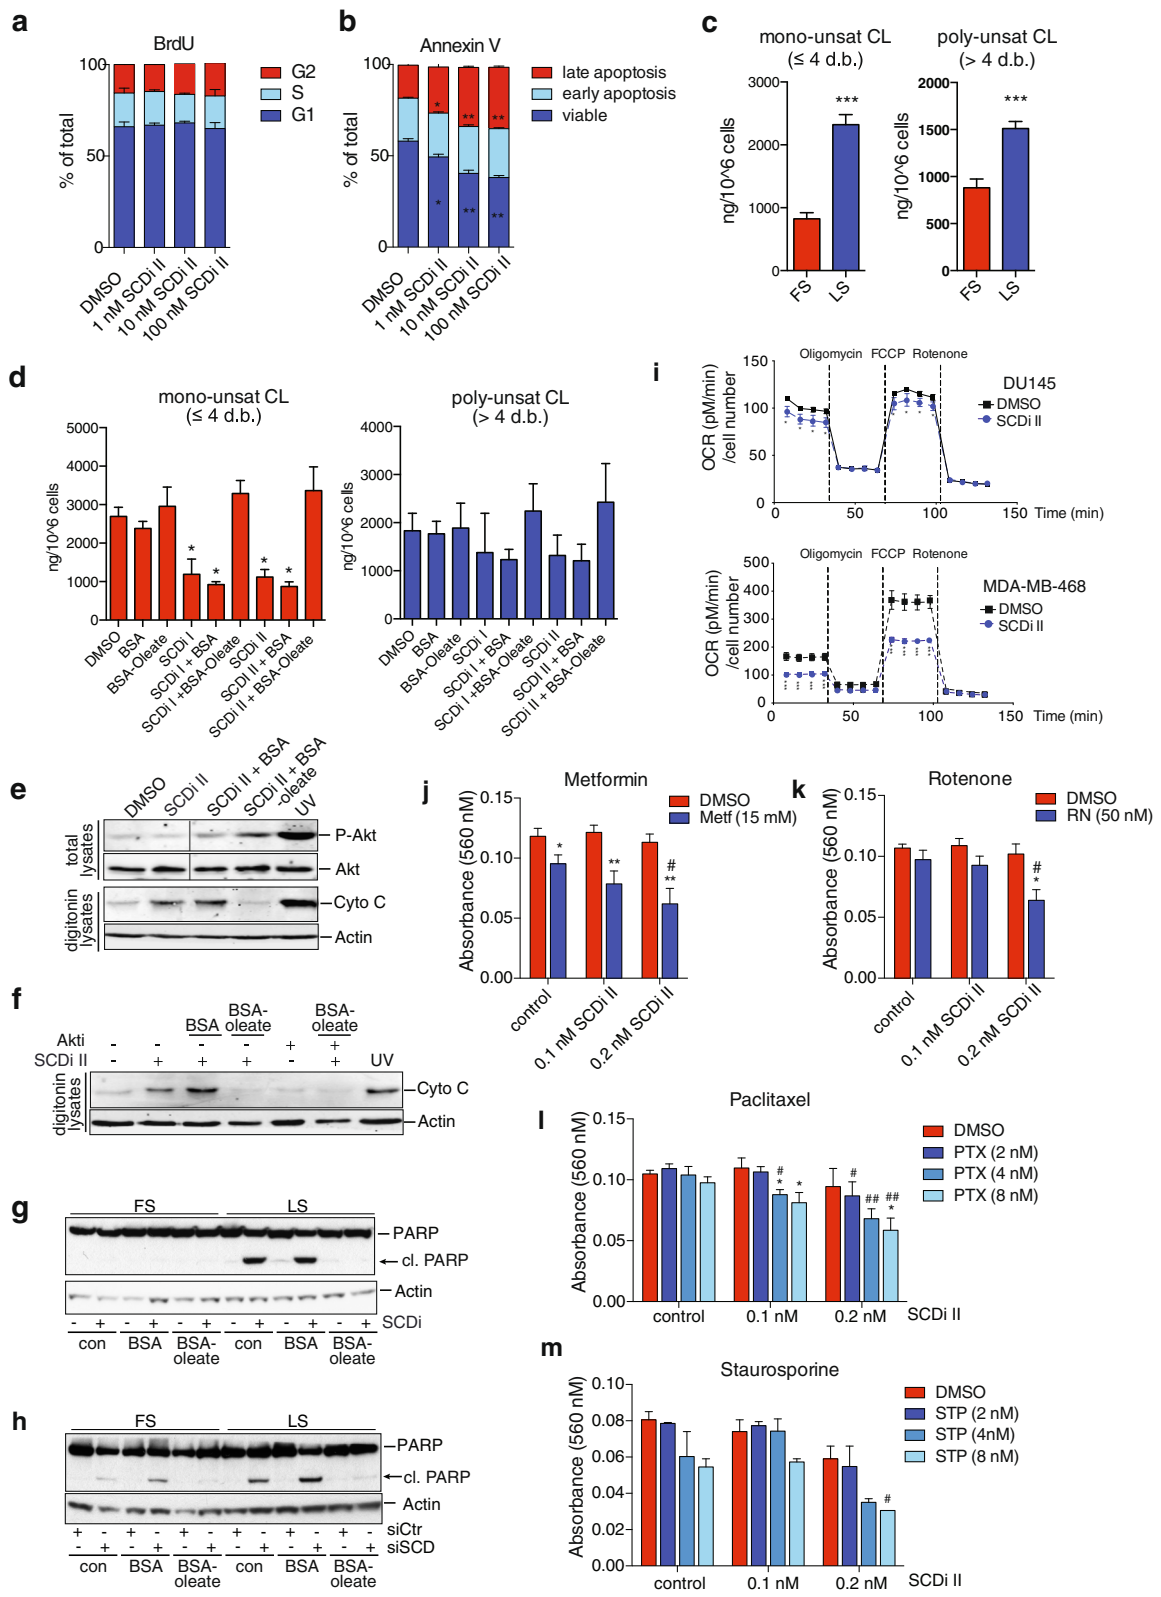 a
BrdU
% of total
100
50
0
G2
S
G1
DMSO
1 nM SCDi II
10 nM SCDi II
100 nM SCDi II
b
Annexin V
% of total
100
50
0
* ** **
* ** **
late apoptosis
early apoptosis
viable
DMSO
1 nM SCDi II
10 nM SCDi II
100 nM SCDi II
c
mono-unsat CL
(≤ 4 d.b.)
ng/10^6 cells
3000
2000
1000
0
***
FS
LS
poly-unsat CL
(> 4 d.b.)
ng/10^6 cells
2000
1500
1000
500
0
***
FS
LS
d
mono-unsat CL
(≤ 4 d.b.)
ng/10^6 cells
5000
4000
3000
2000
1000
0
* * * *
DMSO
BSA
BSA-Oleate
SCDi I
SCDi I + BSA
SCDi I +BSA-Oleate
SCDi II
SCDi II + BSA
SCDi II + BSA-Oleate
poly-unsat CL
(> 4 d.b.)
ng/10^6 cells
4000
3000
2000
1000
0
DMSO
BSA
BSA-Oleate
SCDi I
SCDi I + BSA
SCDi I +BSA-Oleate
SCDi II
SCDi II + BSA
SCDi II + BSA-Oleate
i
Oligomycin FCCP Rotenone
OCR (pM/min)
/cell number
150
100
50
0
DU145
DMSO
SCDi II
0 50 100 150 Time (min)
Oligomycin FCCP Rotenone
OCR (pM/min)
/cell number
500
400
300
200
100
0
MDA-MB-468
DMSO
SCDi II
0 50 100 150 Time (min)
e
DMSO
SCDi II
SCDi II + BSA
SCDi II + BSA
-oleate
UV
total
lysates
P-Akt
Akt
digitonin
lysates
Cyto C
Actin
j
Metformin
Absorbance (560 nM)
0.15
0.10
0.05
0.00
DMSO
Metf (15 mM)
* ** # **
control
0.1 nM SCDi II
0.2 nM SCDi II
k
Rotenone
Absorbance (560 nM)
0.15
0.10
0.05
0.00
DMSO
RN (50 nM)
# *
control
0.1 nM SCDi II
0.2 nM SCDi II
f
BSA BSA-oleate BSA-oleate
Akti - - - - + +
SCDi II - + + + - + UV
digitonin
lysates
Cyto C
Actin
l
Paclitaxel
Absorbance (560 nM)
0.15
0.10
0.05
0.00
# * * # ## ## *
DMSO
PTX (2 nM)
PTX (4 nM)
PTX (8 nM)
control 0.1 nM 0.2 nM SCDi II
g
FS LS
PARP
cl. PARP
Actin
- + - + - + - + - + - + SCDi
con BSA BSA-oleate con BSA BSA-oleate
h
FS LS
PARP
cl. PARP
Actin
+ - + - + - + - + - + - siCtr
- + - + - + - + - + - + siSCD
con BSA BSA-oleate con BSA BSA-oleate
m
Staurosporine
Absorbance (560 nM)
0.10
0.08
0.06
0.04
0.02
0.00
#
DMSO
STP (2 nM)
STP (4nM)
STP (8 nM)
control 0.1 nM 0.2 nM SCDi II